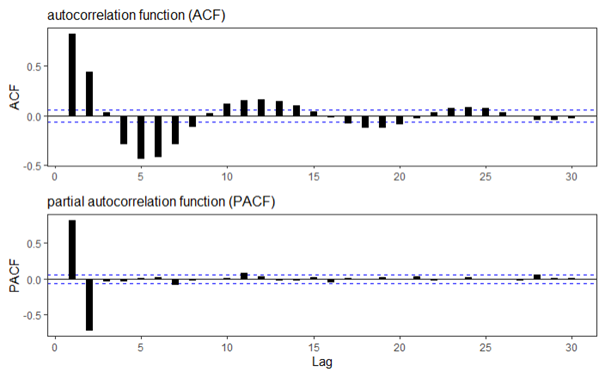 autocorrelation function (ACF)
ACF
0.5
0.0
-0.5
0 5 10 15 20 25 30
partial autocorrelation function (PACF)
PACF
0.5
0.0
-0.5
0 5 10 15 20 25 30
Lag